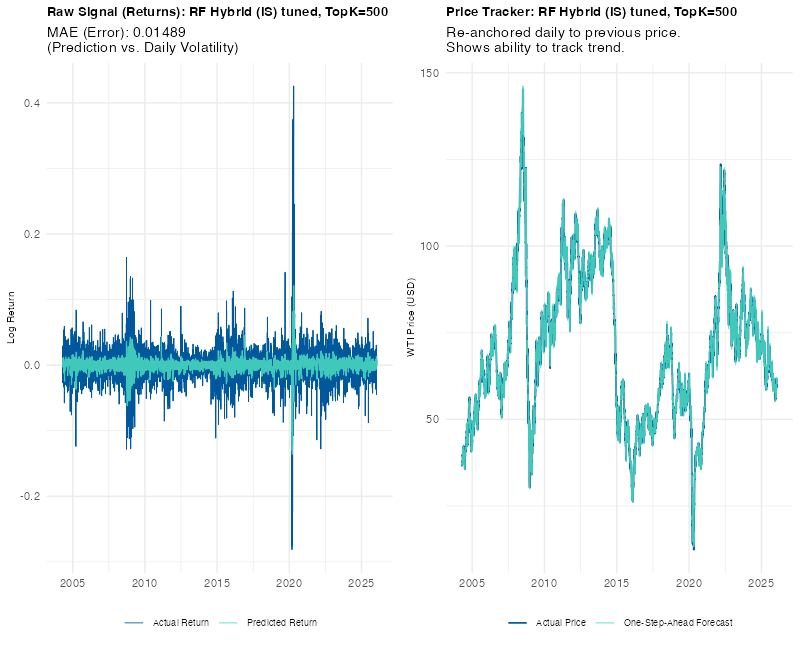 Raw Signal (Returns): RF Hybrid (IS) tuned, TopK=500
MAE (Error): 0.01489
(Prediction vs. Daily Volatility)
Log Return
0.4
0.2
0.0
-0.2
2005
2010
2015
2020
2025
Actual Return
Predicted Return
Price Tracker: RF Hybrid (IS) tuned, TopK=500
Re-anchored daily to previous price.
Shows ability to track trend.
WTI Price (USD)
150
100
50
2005
2010
2015
2020
2025
Actual Price
One-Step-Ahead Forecast